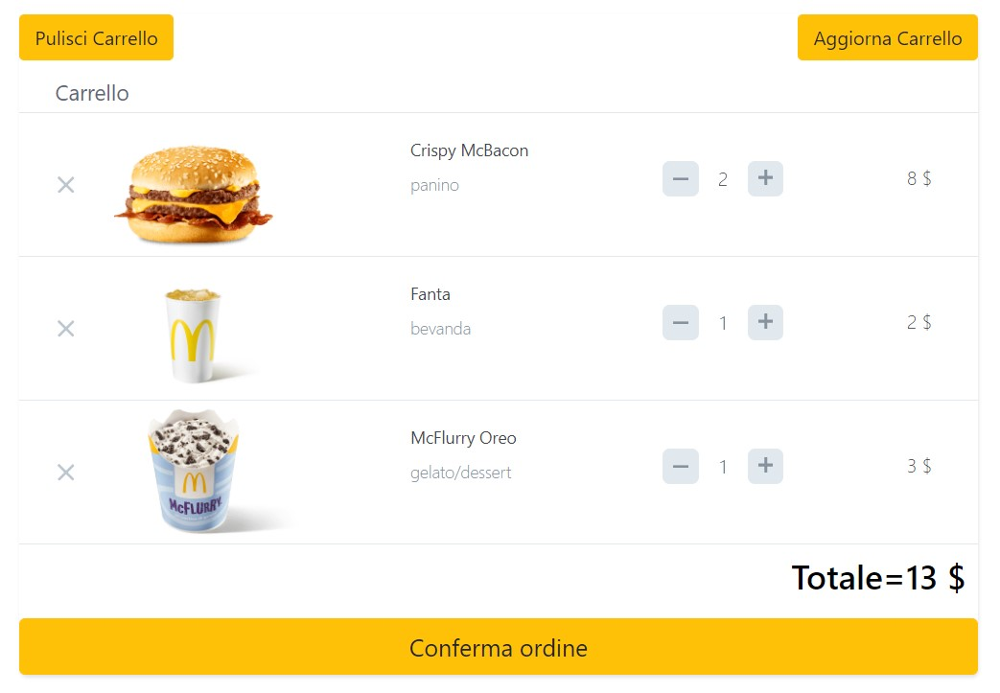 Pulisci Carrello
Aggiorna Carrello
Carrello
Crispy McBacon
panino
2
8 $
Fanta
bevanda
1
2 $
McFlurry Oreo
gelato/dessert
1
3 $
McFLURRY
Totale=13 $
Conferma ordine